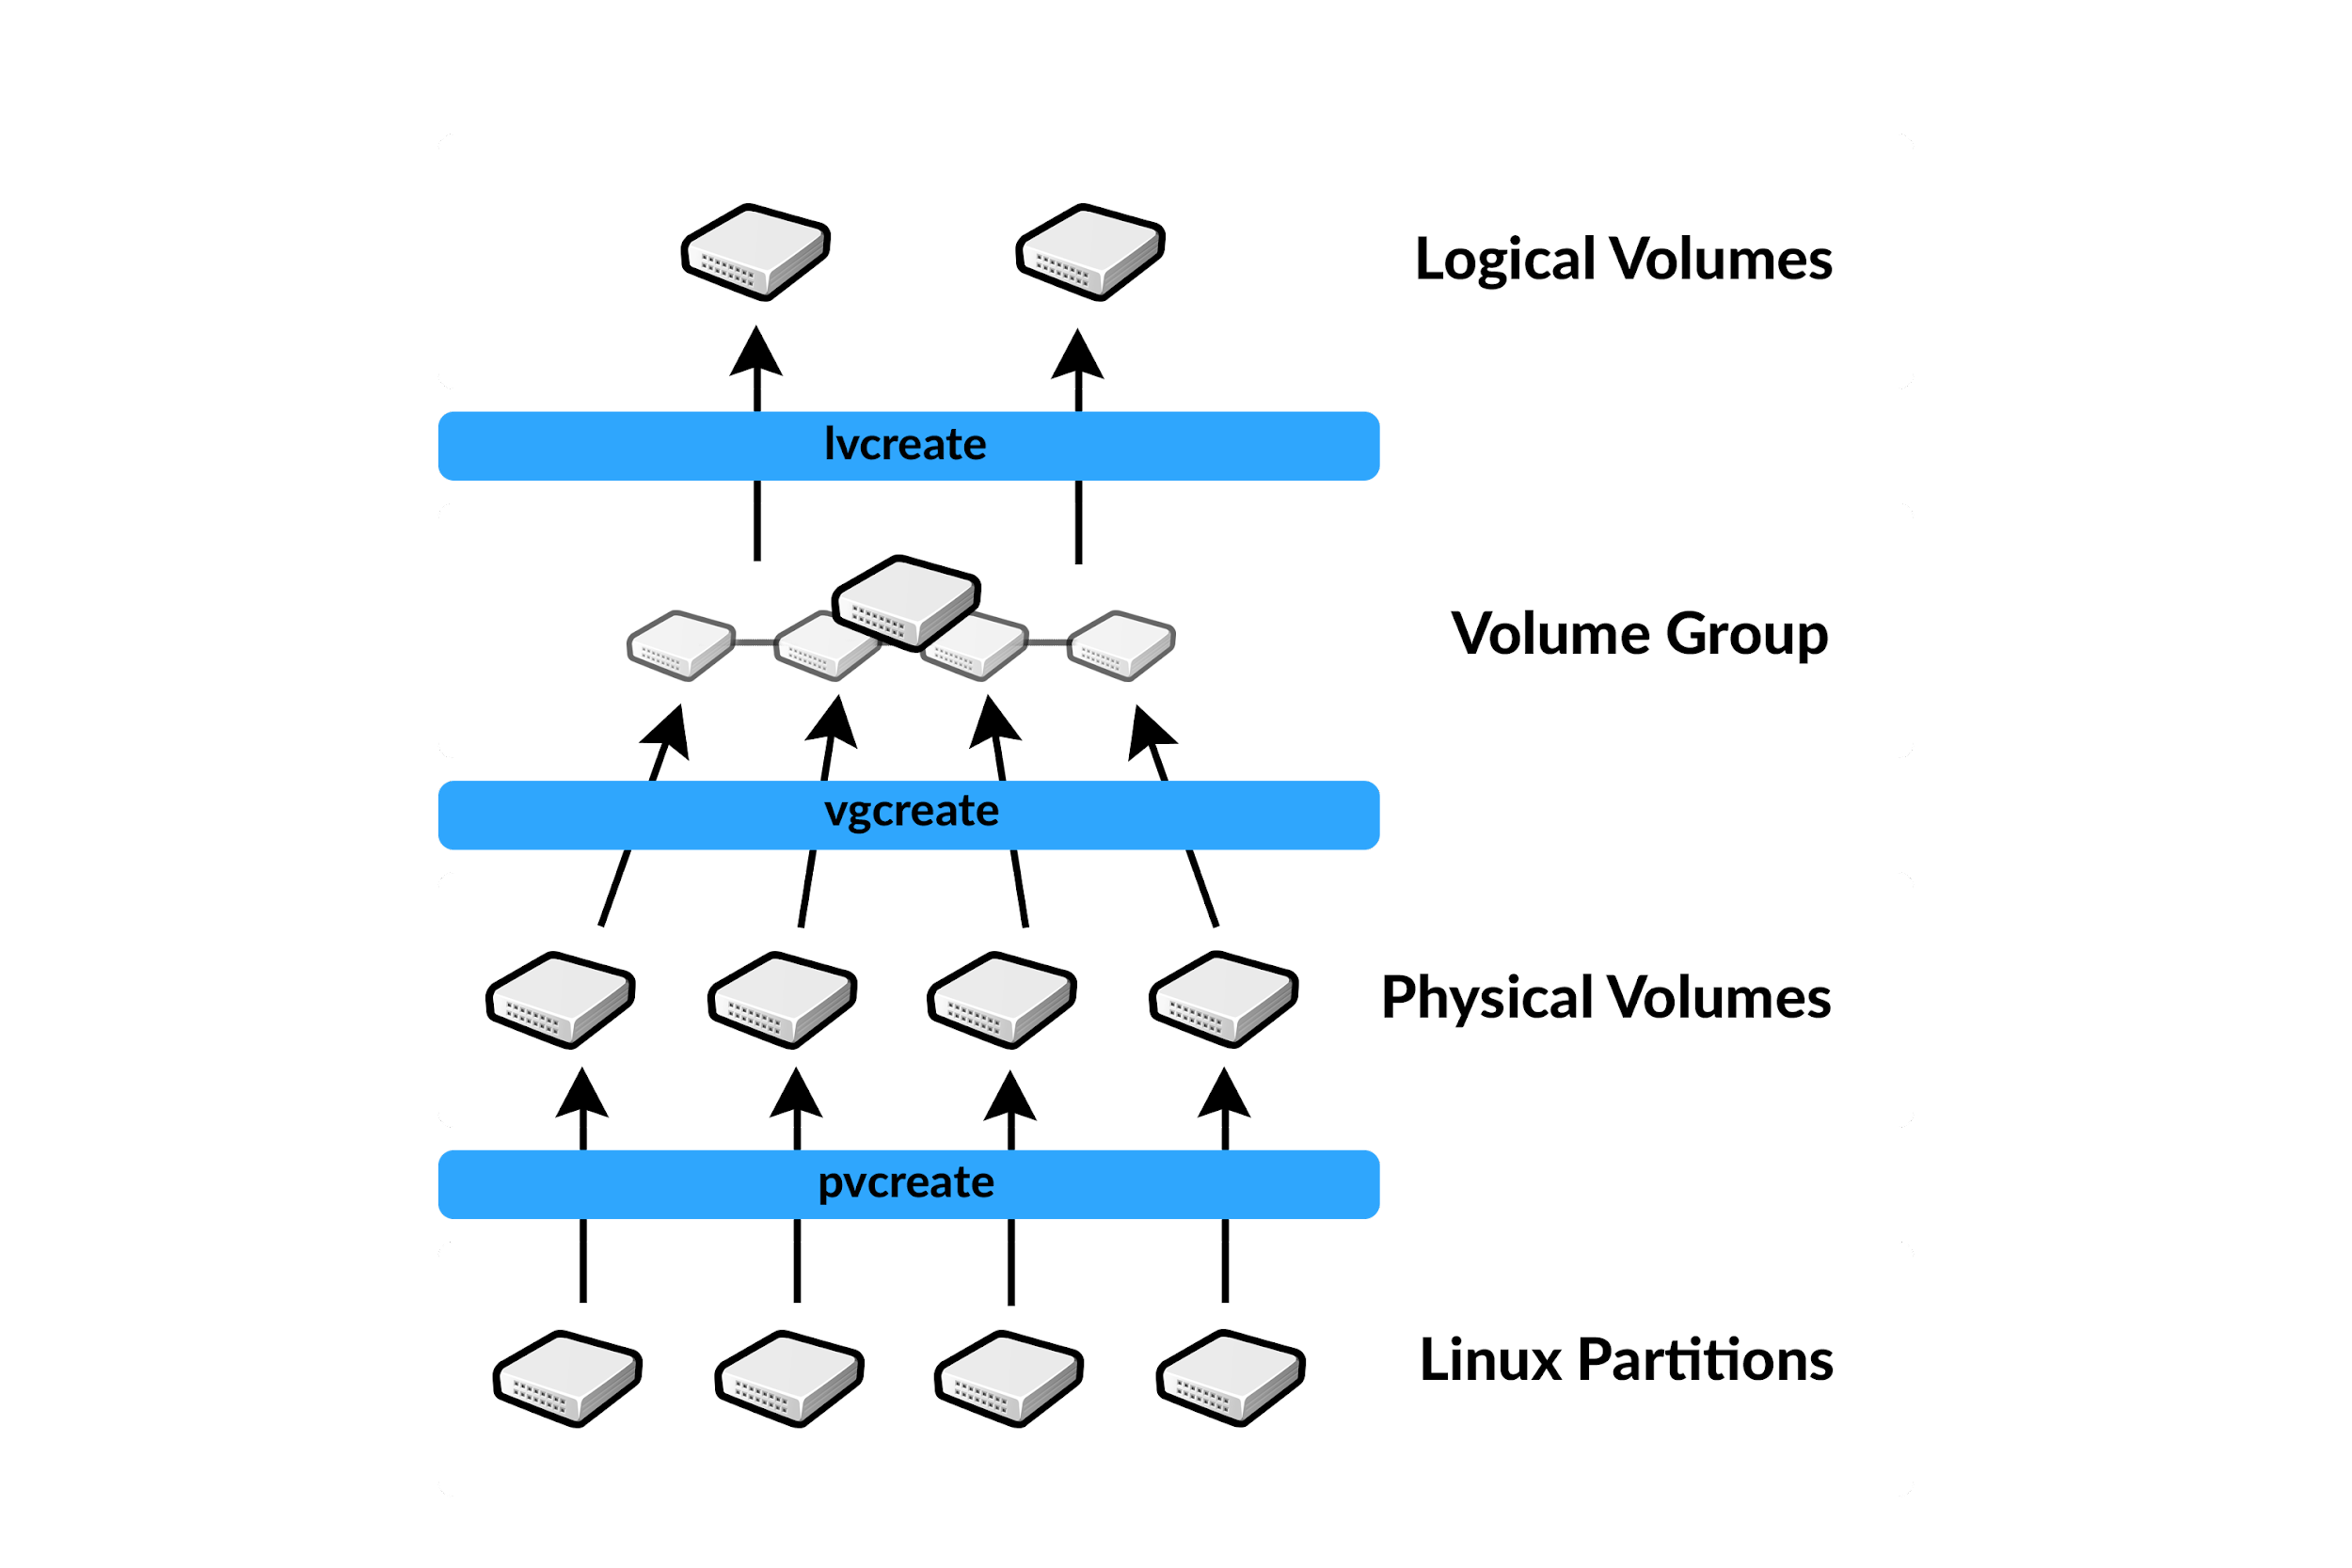 Logical Volumes
lvcreate
Volume Group
vgcreate
Physical Volumes
pvcreate
Linux Partitions